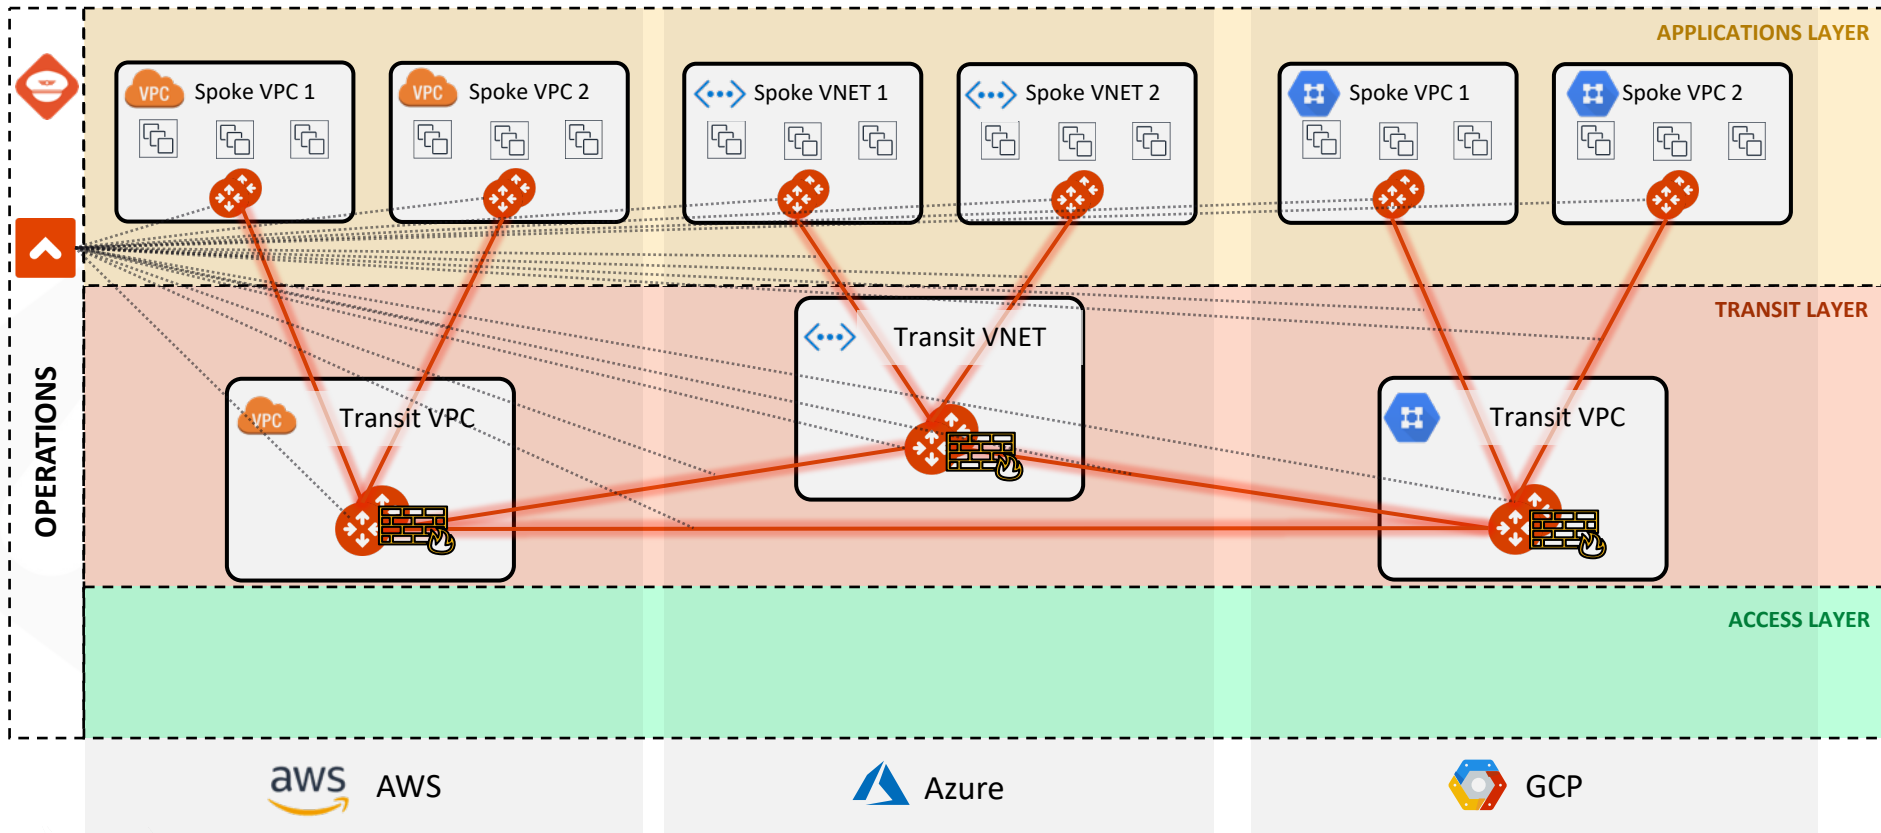 APPLICATIONS LAYER
VPC
Spoke VPC 1
VPC
Spoke VPC 2
Spoke VNET 1
Spoke VNET 2
Spoke VPC 1
Spoke VPC 2
TRANSIT LAYER
Transit VNET
OPERATIONS
VPC
Transit VPC
Transit VPC
ACCESS LAYER
aws
AWS
Azure
GCP